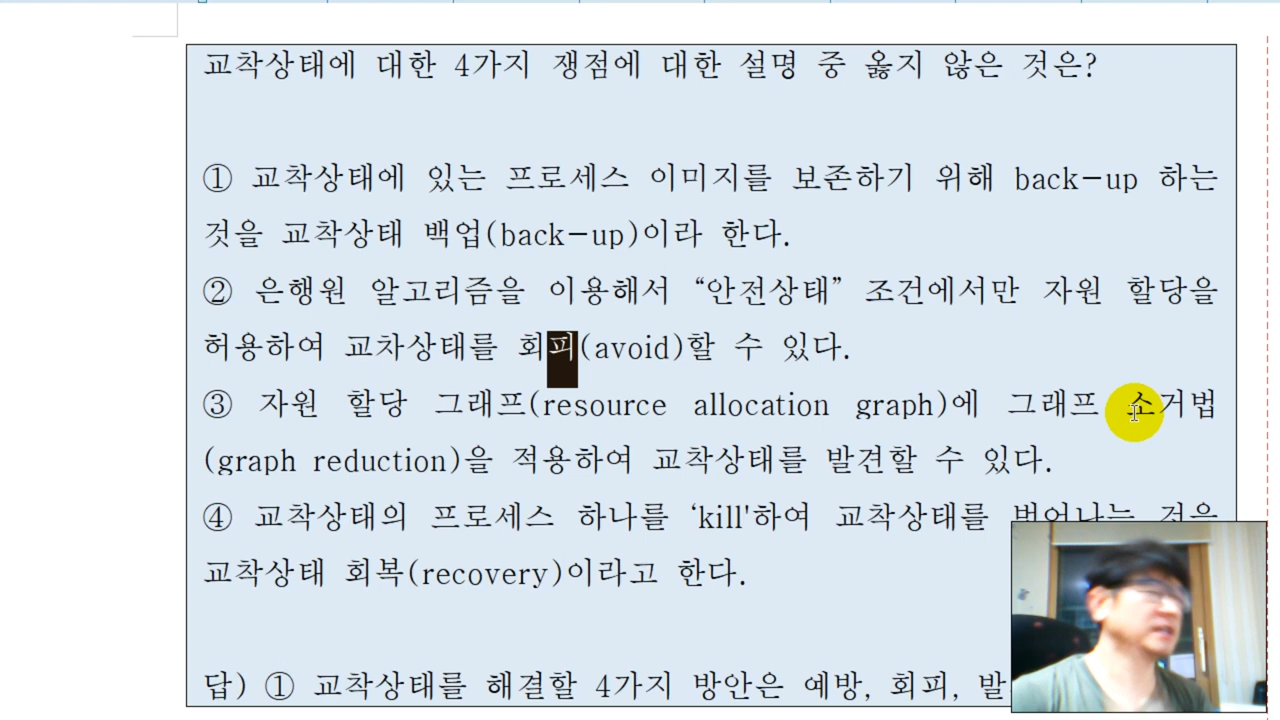 교착상태에 대한 4가지 쟁점에 대한 설명 중 옳지 않은 것은?
① 교착상태에 있는 프로세스 이미지를 보존하기 위해 back-up 하는
것을 교착상태 백업(back-up)이라 한다.
② 은행원 알고리즘을 이용해서 “안전상태” 조건에서만 자원 할당을
허용하여 교차상태를 회피(avoid)할 수 있다.
③ 자원 할당 그래프(resource allocation graph)에 그래프 소거법
(graph reduction)을 적용하여 교착상태를 발견할 수 있다.
④ 교착상태의 프로세스 하나를 ‘kill'하여 교착상태를 벗어나는 것을
교착상태 회복(recovery)이라고 한다.
답) ① 교착상태를 해결할 4가지 방안은 예방, 회피, 발